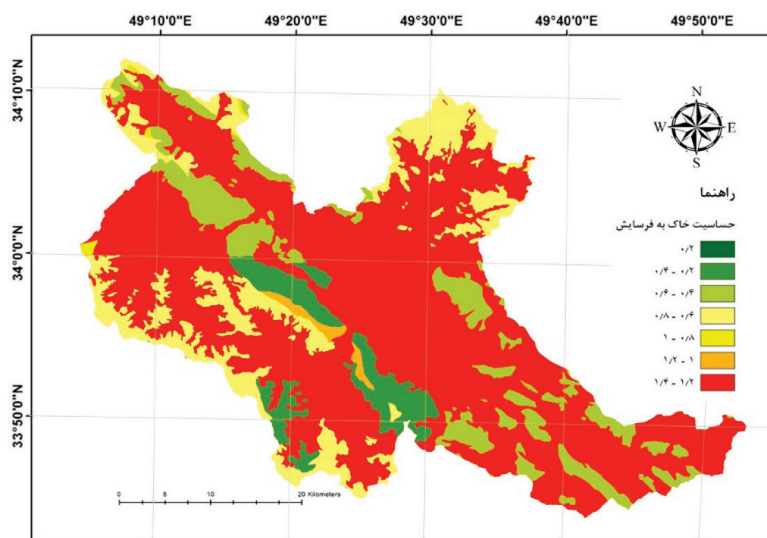 49°10'0"E 49°20'0"E 49°30'0"E 49°40'0"E 49°50'0"E
34°10'0"N
34°0'0"N
33°50'0"N
N
W E
S
راهنما
حساسیت خاک به فرسایش
۰/۲
۰/۴ - ۰/۲
۰/۶ - ۰/۴
۰/۸ - ۰/۶
۱ - ۰/۸
۱/۲ - ۱
۱/۴ - ۱/۲
0 5 10 20 Kilometers